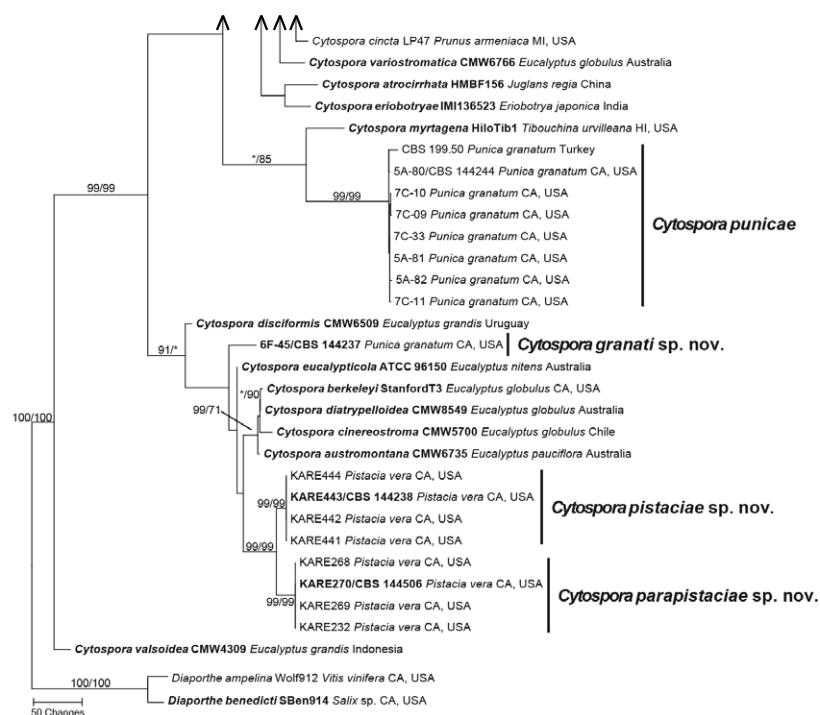 Cytospora cincta LP47 Prunus armeniaca MI, USA
Cytospora variostromatica CMW6766 Eucalyptus globulus Australia
Cytospora atrocirrhata HMBF156 Juglans regia China
Cytospora eriobotryae IMI136523 Eriobotrya japonica India
Cytospora myrtagena HiloTib1 Tibouchina urvilleana HI, USA
CBS 199.50 Punica granatum Turkey
*/85
5A-80/CBS 144244 Punica granatum CA, USA
99/99
7C-10 Punica granatum CA, USA
99/99
7C-09 Punica granatum CA, USA
Cytospora punicae
7C-33 Punica granatum CA, USA
5A-81 Punica granatum CA, USA
5A-82 Punica granatum CA, USA
7C-11 Punica granatum CA, USA
Cytospora disciformis CMW6509 Eucalyptus grandis Uruguay
6F-45/CBS 144237 Punica granatum CA, USA
Cytospora granati sp. nov.
91/*
Cytospora eucalypticola ATCC 96150 Eucalyptus nitens Australia
Cytospora berkeleyi StanfordT3 Eucalyptus globulus CA, USA
*/90
99/71
Cytospora diatrypelloidea CMW8549 Eucalyptus globulus Australia
100/100
Cytospora cinereostroma CMW5700 Eucalyptus globulus Chile
Cytospora austromontana CMW6735 Eucalyptus pauciflora Australia
KARE444 Pistacia vera CA, USA
99/99
KARE443/CBS 144238 Pistacia vera CA, USA
Cytospora pistaciae sp. nov.
KARE442 Pistacia vera CA, USA
KARE441 Pistacia vera CA, USA
99/99
KARE268 Pistacia vera CA, USA
KARE270/CBS 144506 Pistacia vera CA, USA
Cytospora parapistaciae sp. nov.
99/99
KARE269 Pistacia vera CA, USA
KARE232 Pistacia vera CA, USA
Cytospora valsoidea CMW4309 Eucalyptus grandis Indonesia
100/100
Diaporthe ampelina Wolf912 Vitis vinifera CA, USA
Diaporthe benedicti SBen914 Salix sp. CA, USA
50 Changes